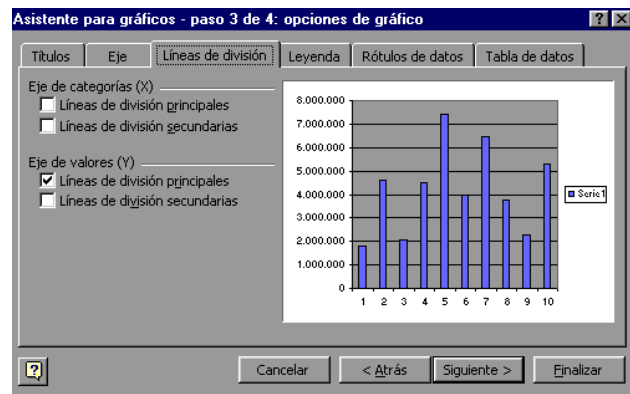 Asistente para gráficos - paso 3 de 4: opciones de gráfico
Títulos Eje Líneas de división Leyenda Rótulos de datos Tabla de datos
Eje de categorías (X)
Líneas de división principales
Líneas de división secundarias
Eje de valores (Y)
Líneas de división principales
Líneas de división secundarias
8.000.000
7.000.000
6.000.000
5.000.000
4.000.000
3.000.000
2.000.000
1.000.000
0
1 2 3 4 5 6 7 8 9 10
Serie1
Cancelar < Atrás Siguiente > Finalizar